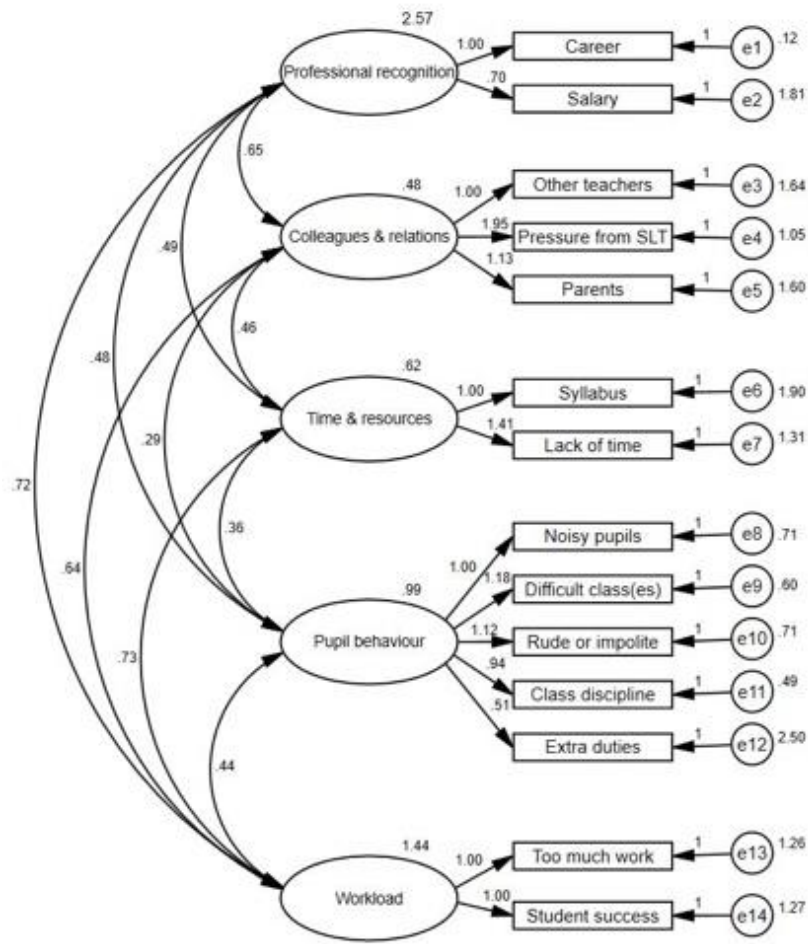 2.57
Professional recognition
1.00
Career
1
e1
.12
.70
Salary
1
e2
1.81
.65
.48
Colleagues & relations
1.00
Other teachers
1
e3
1.64
1.95
Pressure from SLT
1
e4
1.05
1.13
Parents
1
e5
1.60
.49
.46
.48
.62
Time & resources
1.00
Syllabus
1
e6
1.90
1.41
Lack of time
1
e7
1.31
.29
.72
.36
.64
.73
.99
Pupil behaviour
1.00
Noisy pupils
1
e8
.71
1.18
Difficult class(es)
1
e9
.60
1.12
Rude or impolite
1
e10
.71
.94
Class discipline
1
e11
.49
.51
Extra duties
1
e12
2.50
.44
1.44
Workload
1.00
Too much work
1
e13
1.26
1.00
Student success
1
e14
1.27